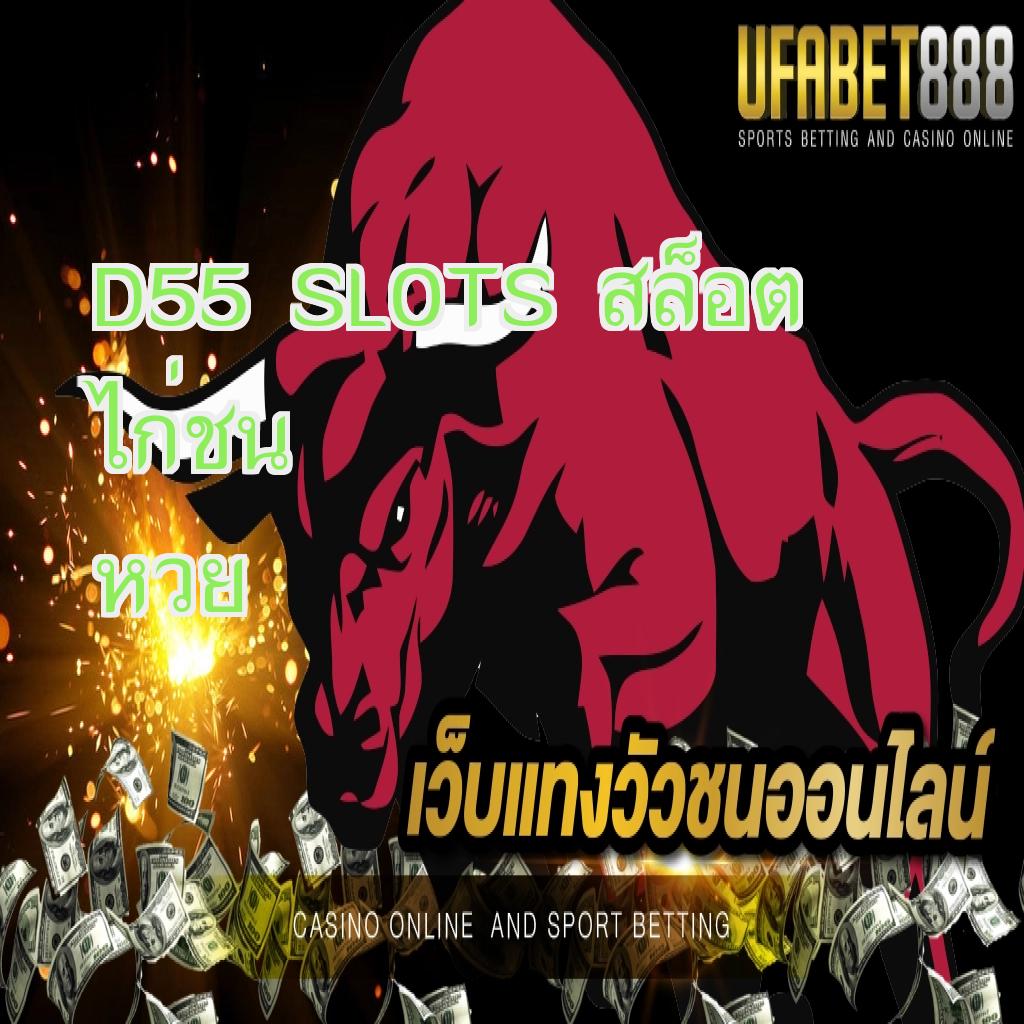 UFABET888
SPORTS BETTING AND CASINO ONLINE
D55 SLOTS สล็อต
ไก่ชน
หวย
เว็บแทงวัวชนออนไลน์
CASINO ONLINE AND SPORT BETTING